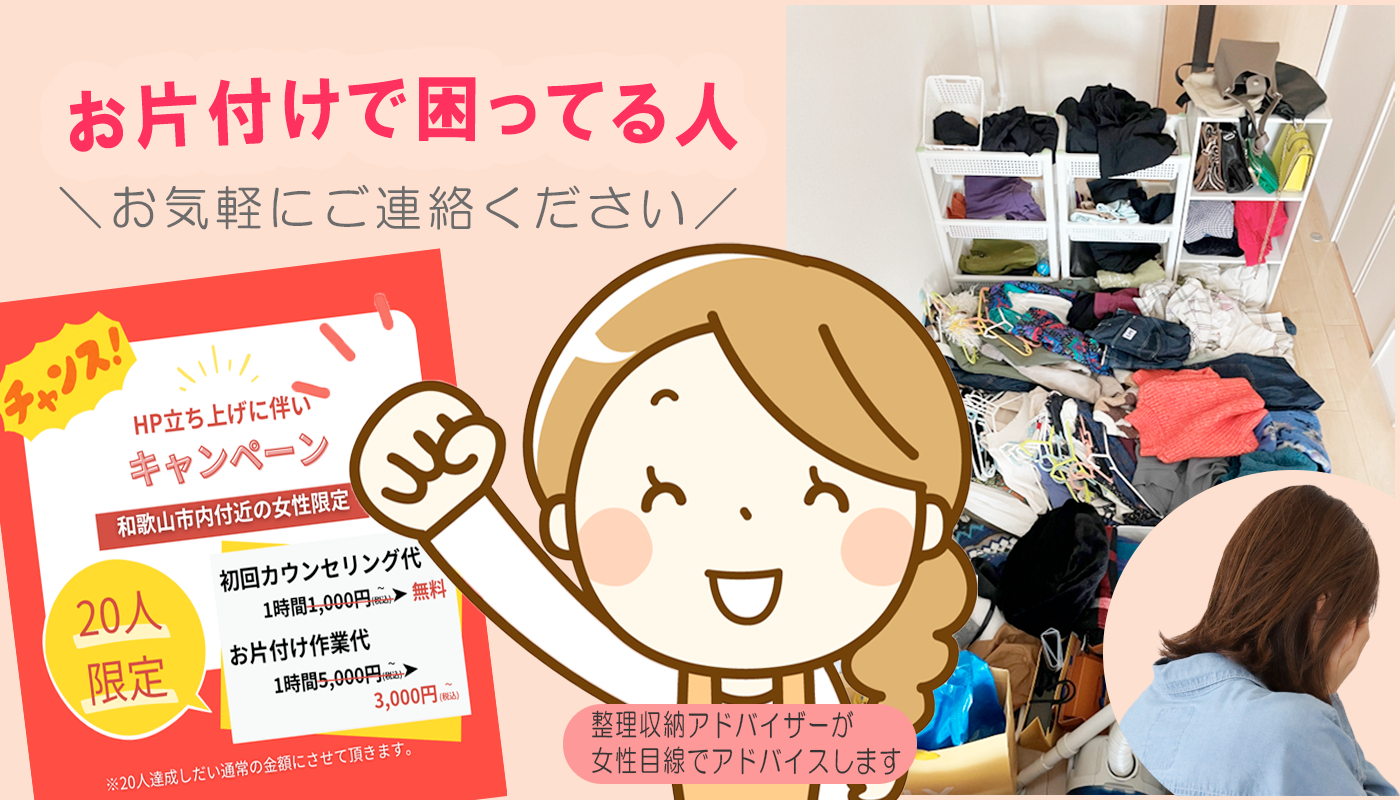 お片付けで困ってる人
＼お気軽にご連絡ください／
チャンス!
HP立ち上げに伴い
キャンペーン
和歌山市内付近の女性限定
20人
限定
初回カウンセリング代
1時間1,000円~(税込)➤無料
お片付け作業代
1時間5,000円~(税込)➤
3,000円~(税込)
※20人達成しだい通常の金額にさせて頂きます。
整理収納アドバイザーが
女性目線でアドバイスします